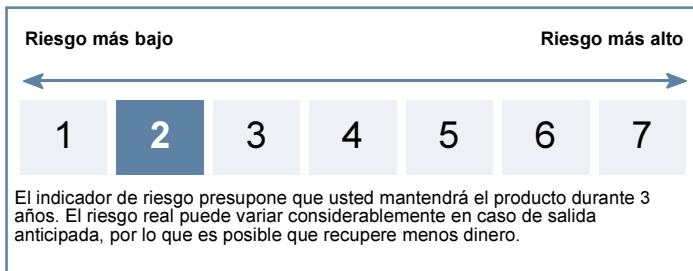 Riesgo más bajo Riesgo más alto
1 2 3 4 5 6 7
El indicador de riesgo presupone que usted mantendrá el producto durante 3
años. El riesgo real puede variar considerablemente en caso de salida
anticipada, por lo que es posible que recupere menos dinero.